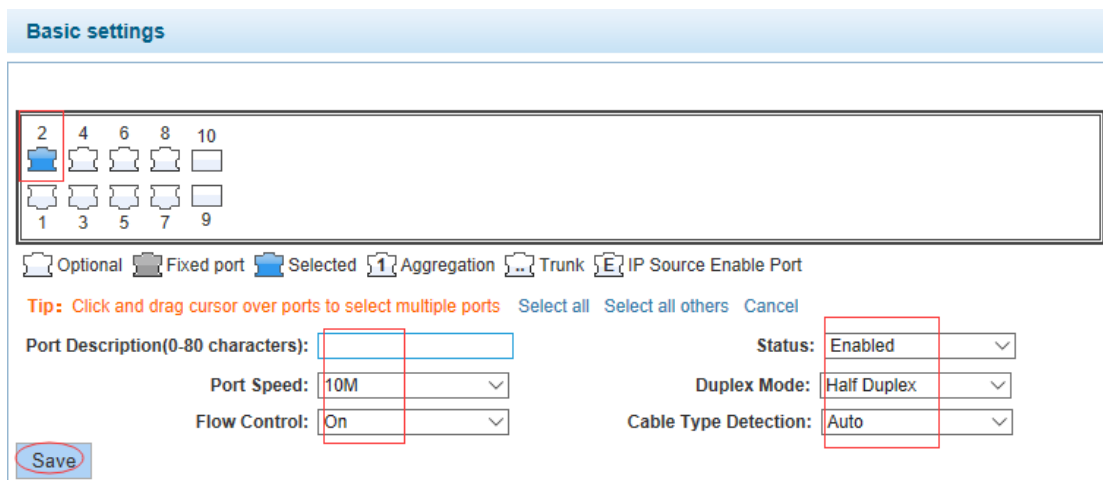 Basic settings
2 4 6 8 10
1 3 5 7 9
Optional Fixed port Selected 1 Aggregation .. Trunk E IP Source Enable Port
Tip: Click and drag cursor over ports to select multiple ports Select all Select all others Cancel
Port Description(0-80 characters): Status: Enabled
Port Speed: 10M Duplex Mode: Half Duplex
Flow Control: On Cable Type Detection: Auto
Save